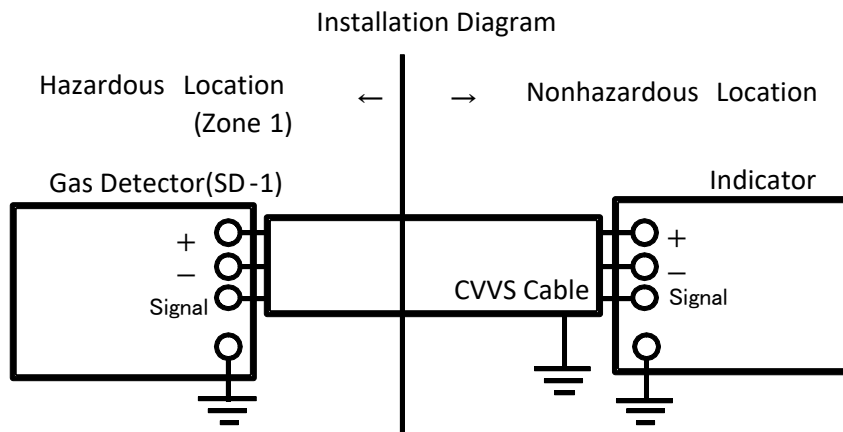 Installation Diagram
Hazardous Location
(Zone 1)
← → Nonhazardous Location
Gas Detector(SD-1)
Indicator
+
−
Signal
CVVS Cable
+
−
Signal